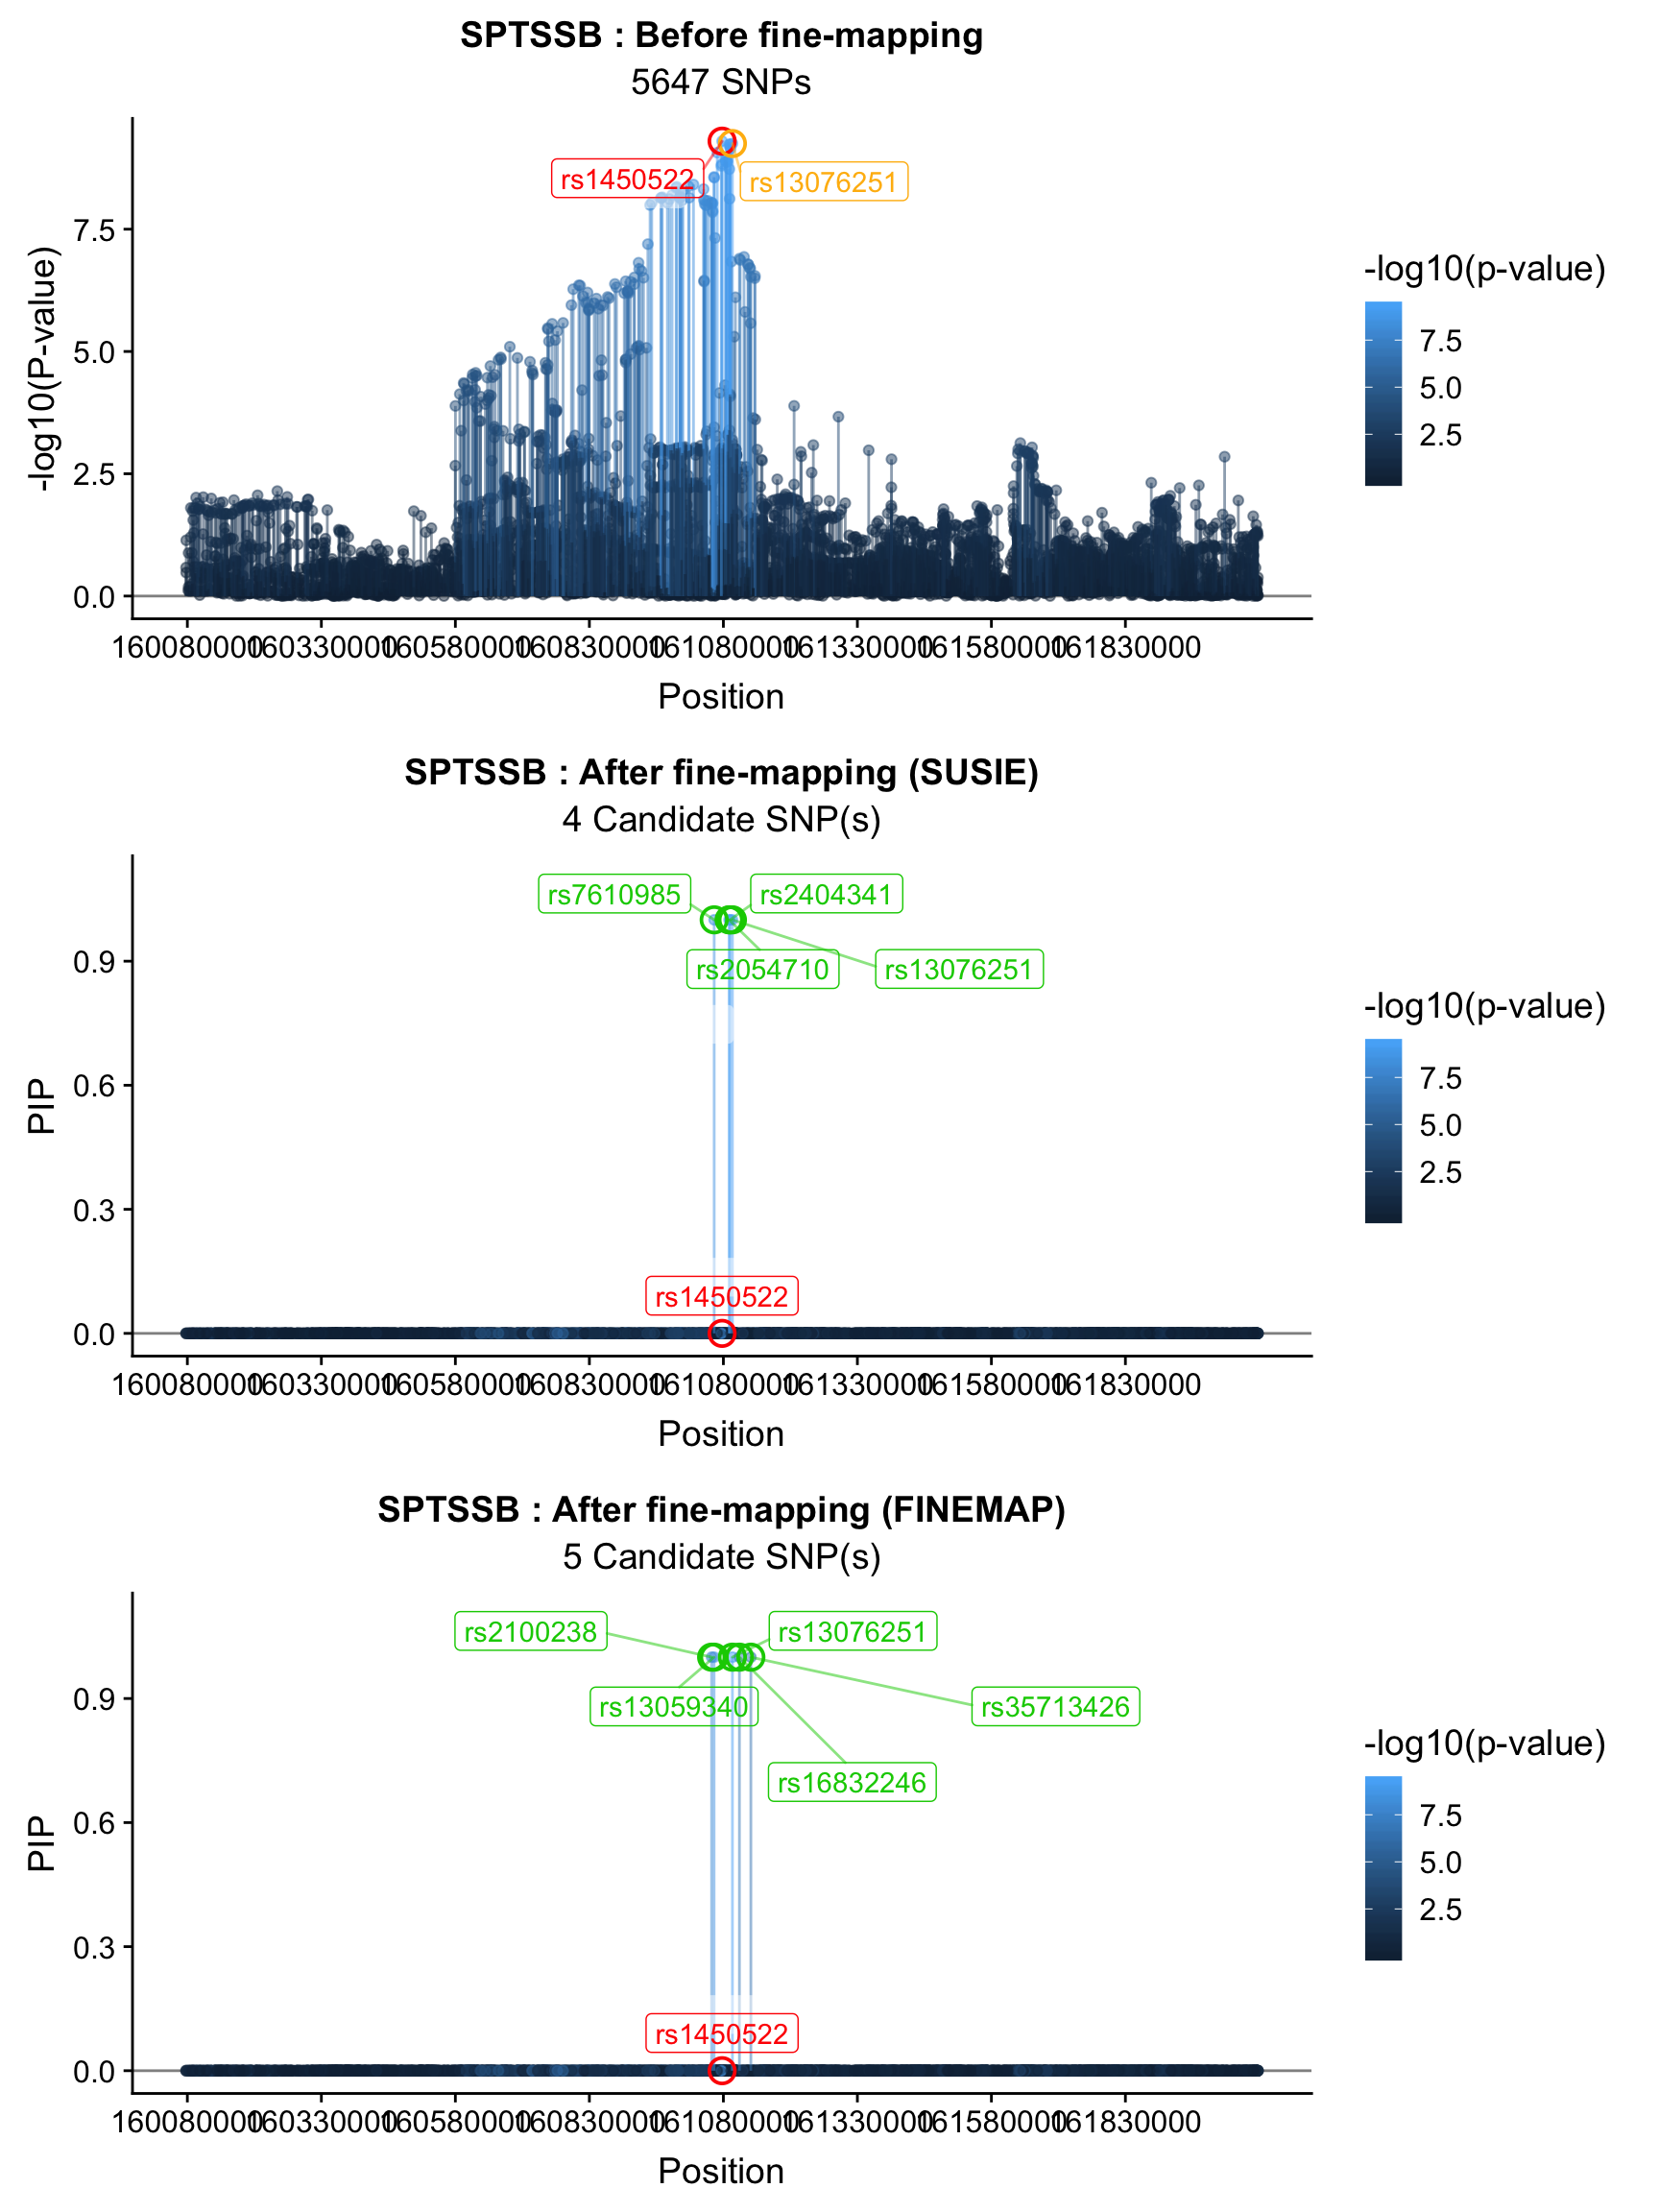 SPTSSB : Before fine-mapping
5647 SNPs
rs1450522
rs13076251
-log10(P-value)
7.5
5.0
2.5
0.0
160080000 160330000 160580000 160830000 161080000 161330000 161580000 161830000
Position
-log10(p-value)
7.5
5.0
2.5
SPTSSB : After fine-mapping (SUSIE)
4 Candidate SNP(s)
rs7610985
rs2404341
rs2054710
rs13076251
rs1450522
PIP
0.9
0.6
0.3
0.0
160080000 160330000 160580000 160830000 161080000 161330000 161580000 161830000
Position
-log10(p-value)
7.5
5.0
2.5
SPTSSB : After fine-mapping (FINEMAP)
5 Candidate SNP(s)
rs2100238
rs13076251
rs13059340
rs35713426
rs16832246
rs1450522
PIP
0.9
0.6
0.3
0.0
160080000 160330000 160580000 160830000 161080000 161330000 161580000 161830000
Position
-log10(p-value)
7.5
5.0
2.5